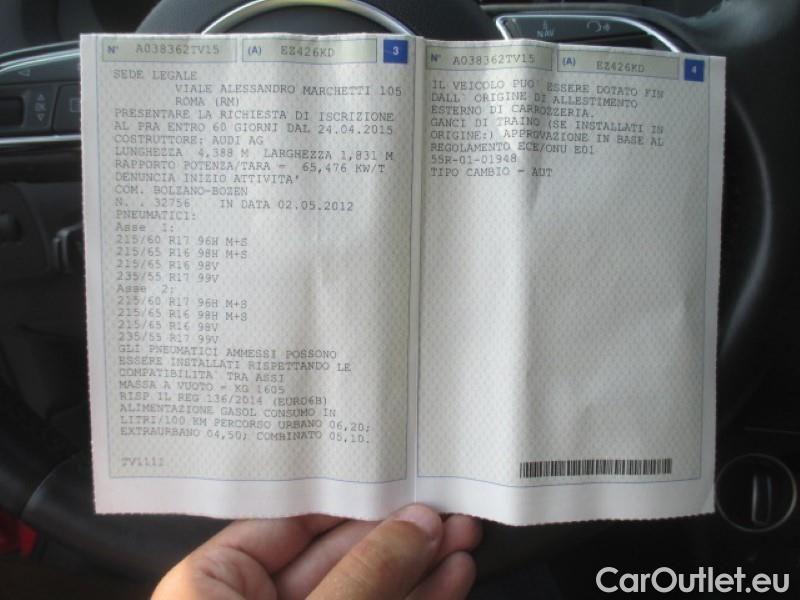 N° A038362TV15 (A) EZ426KD 3
SEDE LEGALE
VIALE ALESSANDRO MARCHETTI 105
ROMA (RM)
PRESENTARE LA RICHIESTA DI ISCRIZIONE
AL PRA ENTRO 60 GIORNI DAL 24.04.2015
COSTRUTTORE: AUDI AG
LUNGHEZZA 4,388 M LARGHEZZA 1,831 M
RAPPORTO POTENZA/TARA = 65,476 KW/T
DENUNCIA INIZIO ATTIVITA'
COM. BOLZANO-BOZEN
N. . 32756 IN DATA 02.05.2012
PNEUMATICI:
Asse 1:
215/60 R17 96H M+S
215/65 R16 98H M+S
215/65 R16 98V
235/55 R17 99V
Asse 2:
215/60 R17 96H M+S
215/65 R16 98H M+S
215/65 R16 98V
235/55 R17 99V
GLI PNEUMATICI AMMESSI POSSONO
ESSERE INSTALLATI RISPETTANDO LE
COMPATIBILITA` TRA ASSI
MASSA A VUOTO - KG 1605
RISP IL REG 136/2014 (EURO6B)
ALIMENTAZIONE GASOL CONSUMO IN
LITRI/100 KM PERCORSO URBANO 06,20;
EXTRAURBANO 04,50; COMBINATO 05,10.
TV1112
N° A038362TV15 (A) EZ426KD 4
IL VEICOLO PUO` ESSERE DOTATO FIN
DALL` ORIGINE DI ALLESTIMENTO
ESTERNO DI CARROZZERIA.
GANCI DI TRAINO (SE INSTALLATI IN
ORIGINE:) APPROVAZIONE IN BASE AL
REGOLAMENTO ECE/ONU E01
55R-01-01948
TIPO CAMBIO - AUT
NAV
OK
CarOutlet.eu